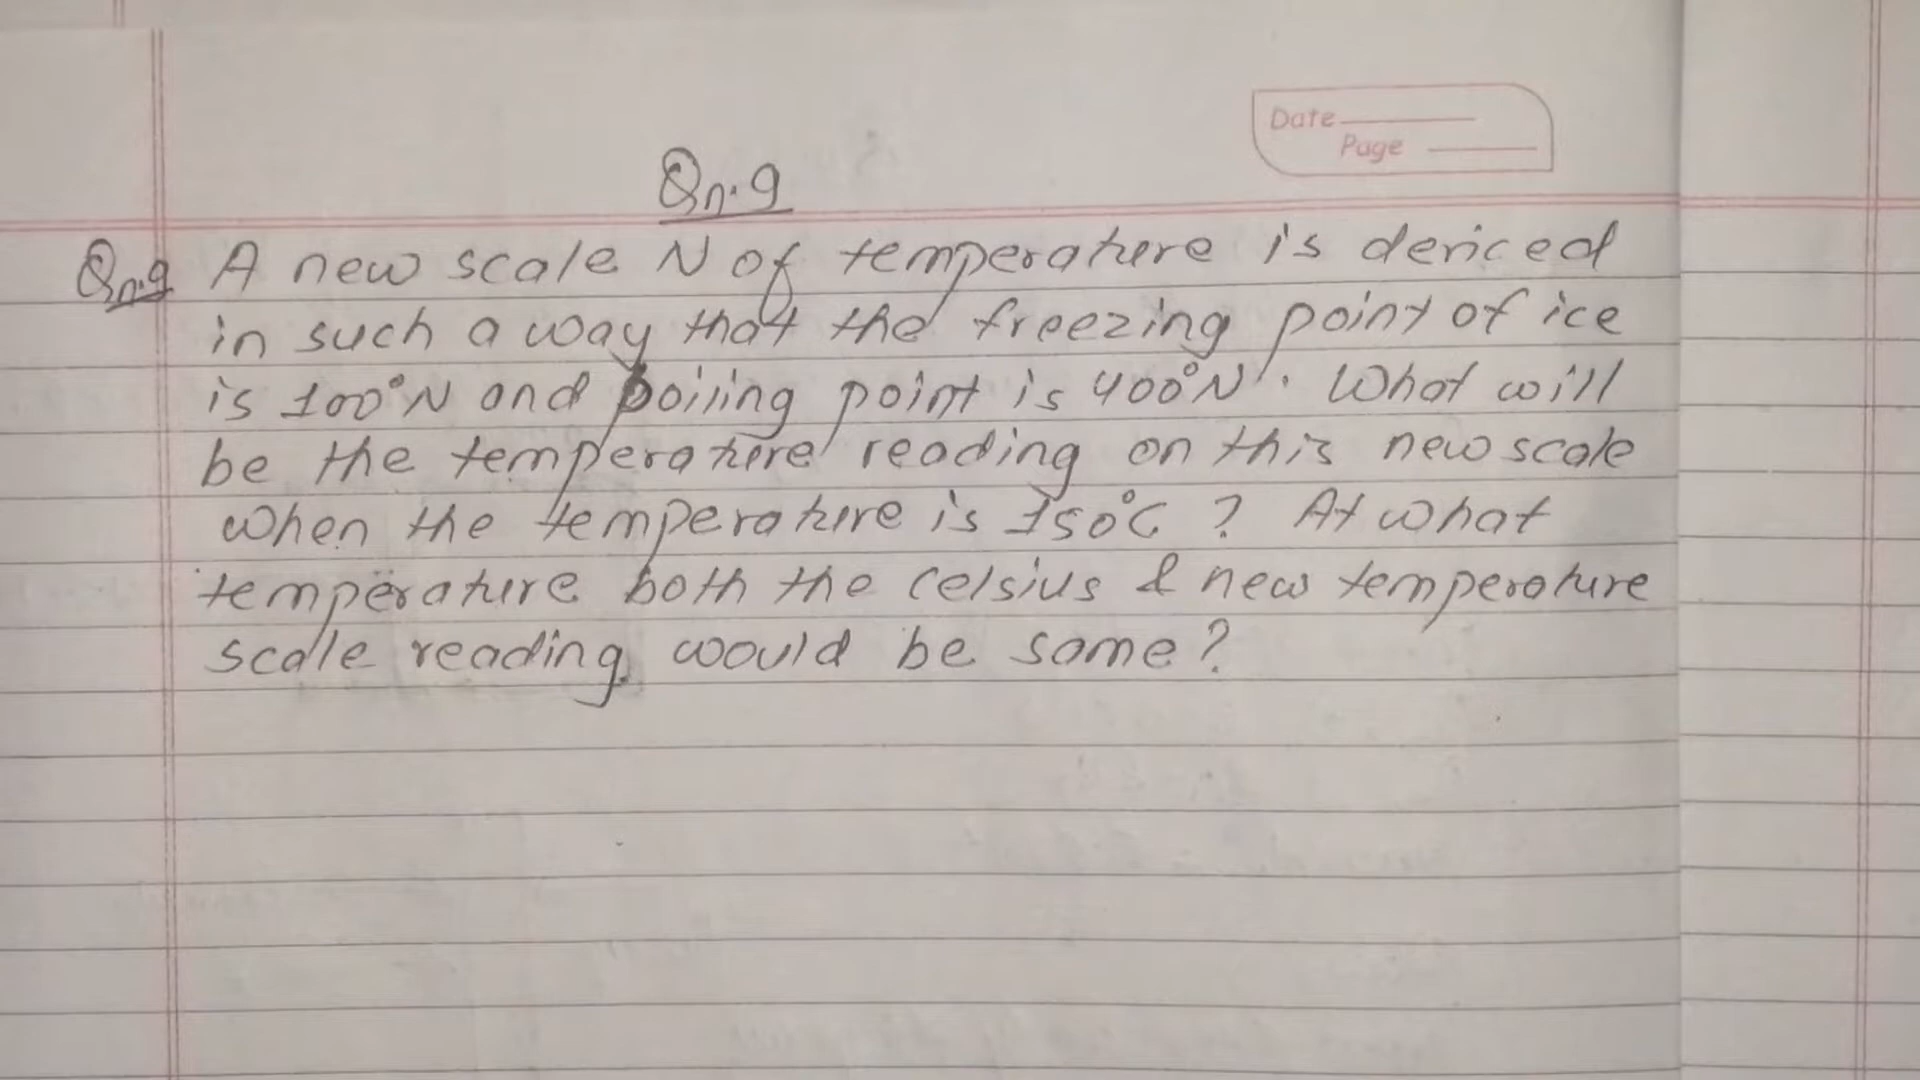 Date
Page
Qn.9
Qn.9 A new scale N of temperature is deviced
in such a way that the freezing point of ice
is 100°N and boiling point is 400°N. What will
be the temperature reading on this new scale
when the temperature is 150°C ? At what
temperature both the celsius & new temperature
scale reading would be same?